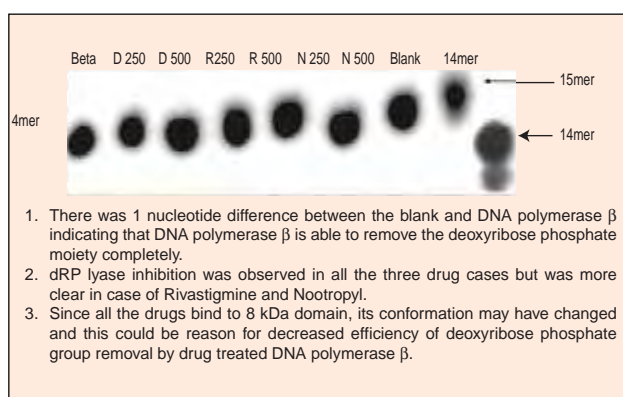 Beta D 250 D 500 R250 R 500 N 250 N 500 Blank 14mer
15mer
4mer
14mer
1. There was 1 nucleotide difference between the blank and DNA polymerase β
indicating that DNA polymerase β is able to remove the deoxyribose phosphate
moiety completely.
2. dRP lyase inhibition was observed in all the three drug cases but was more
clear in case of Rivastigmine and Nootropyl.
3. Since all the drugs bind to 8 kDa domain, its conformation may have changed
and this could be reason for decreased efficiency of deoxyribose phosphate
group removal by drug treated DNA polymerase β.